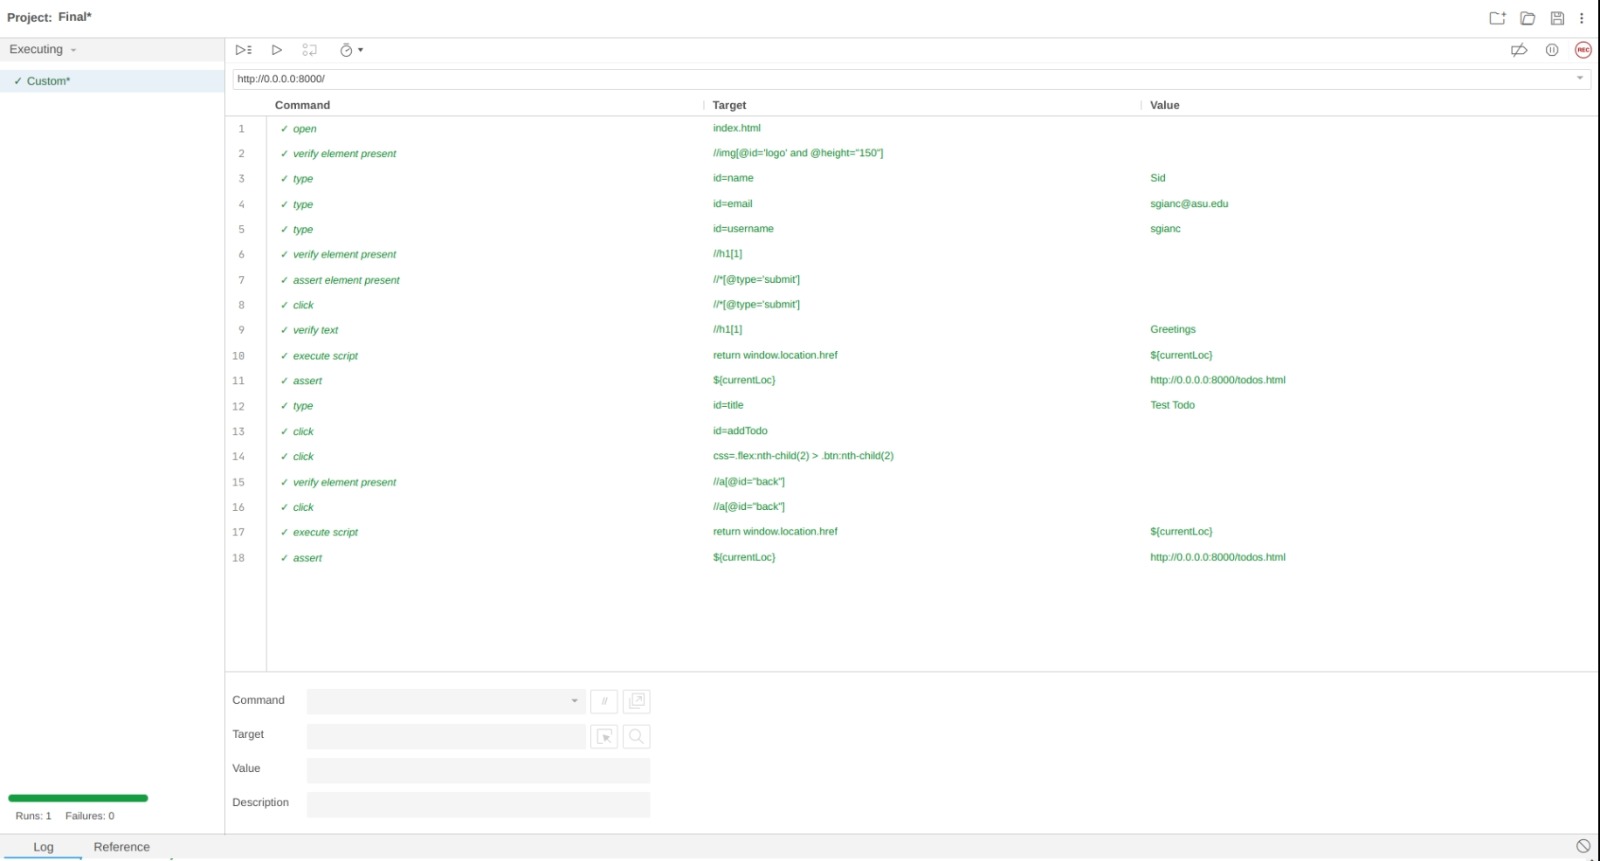 Project: Final*
Executing
✓ Custom*
http://0.0.0.0:8000/
REC
Command Target Value
1 ✓ open index.html
2 ✓ verify element present //img[@id='logo' and @height="150"]
3 ✓ type id=name Sid
4 ✓ type id=email sgianc@asu.edu
5 ✓ type id=username sgianc
6 ✓ verify element present //h1[1]
7 ✓ assert element present //*[@type='submit']
8 ✓ click //*[@type='submit']
9 ✓ verify text //h1[1] Greetings
10 ✓ execute script return window.location.href ${currentLoc}
11 ✓ assert ${currentLoc} http://0.0.0.0:8000/todos.html
12 ✓ type id=title Test Todo
13 ✓ click id=addTodo
14 ✓ click css=.flex:nth-child(2) > .btn:nth-child(2)
15 ✓ verify element present //a[@id="back"]
16 ✓ click //a[@id="back"]
17 ✓ execute script return window.location.href ${currentLoc}
18 ✓ assert ${currentLoc} http://0.0.0.0:8000/todos.html
Command //
Target
Value
Description
Runs: 1 Failures: 0
Log Reference